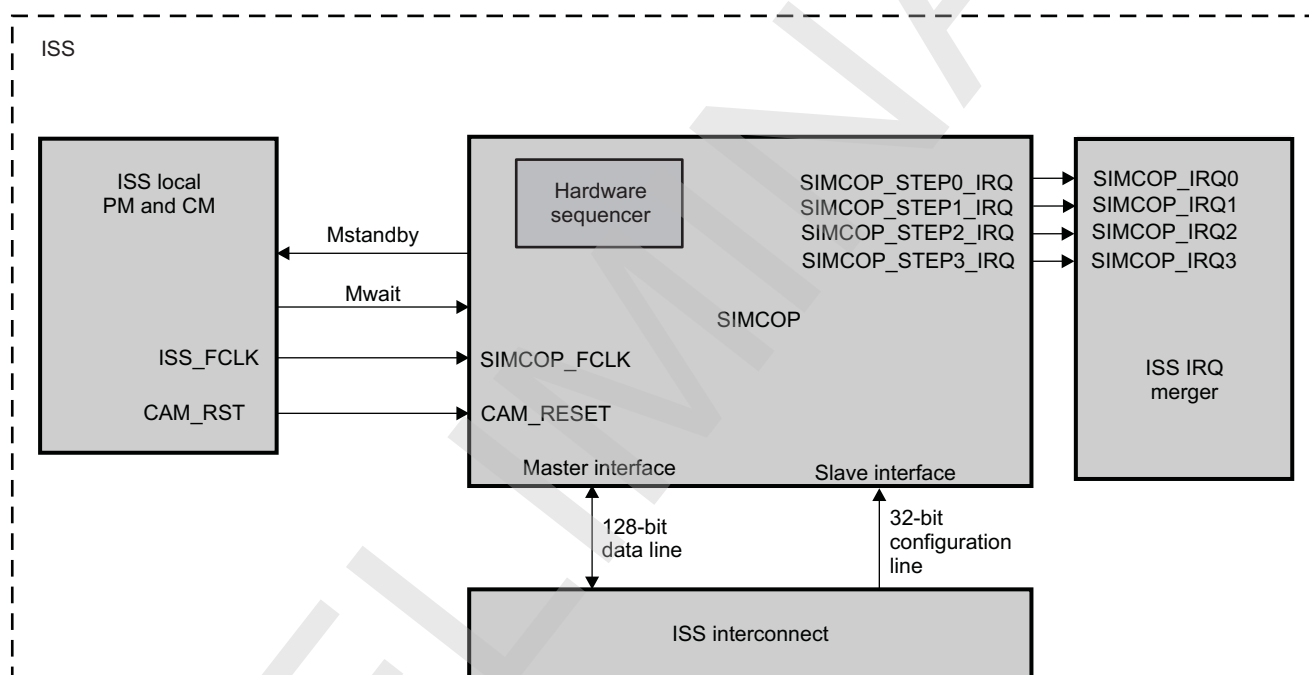 ISS
ISS local
PM and CM
Mstandby
Mwait
ISS_FCLK
CAM_RST
Hardware
sequencer
SIMCOP_STEP0_IRQ
SIMCOP_STEP1_IRQ
SIMCOP_STEP2_IRQ
SIMCOP_STEP3_IRQ
SIMCOP
SIMCOP_FCLK
CAM_RESET
Master interface
Slave interface
SIMCOP_IRQ0
SIMCOP_IRQ1
SIMCOP_IRQ2
SIMCOP_IRQ3
ISS IRQ
merger
128-bit
data line
32-bit
configuration
line
ISS interconnect